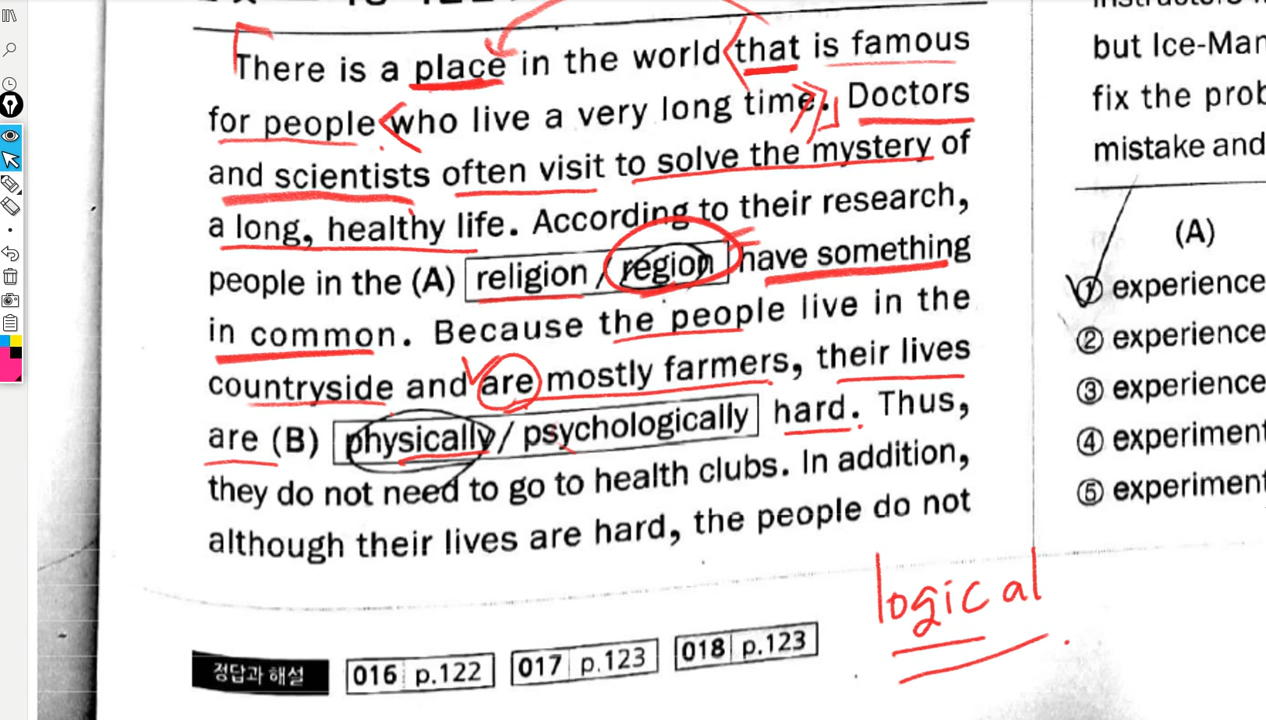 There is a place in the world that is famous
for people who live a very long time. Doctors
and scientists often visit to solve the mystery of
a long, healthy life. According to their research,
people in the (A) religion / region have something
in common. Because the people live in the
countryside and are mostly farmers, their lives
are (B) physically / psychologically hard. Thus,
they do not need to go to health clubs. In addition,
although their lives are hard, the people do not
logical
정답과 해설 016 p.122 017 p.123 018 p.123
but Ice-Man
fix the prob
mistake and
(A)
① experience
② experience
③ experience
④ experiment
⑤ experiment